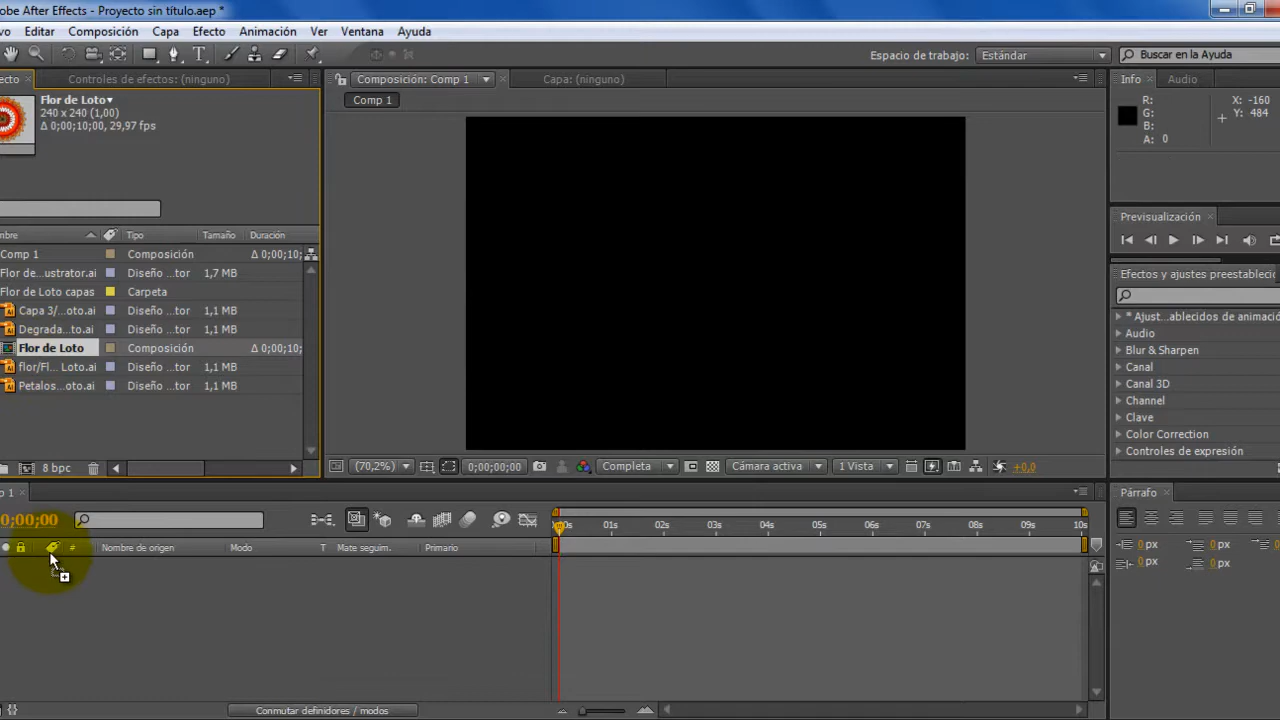 obe After Effects - Proyecto sin título.aep *
vo Editar Composición Capa Efecto Animación Ver Ventana Ayuda
Espacio de trabajo: Estándar Buscar en la Ayuda
ecto Controles de efectos: (ninguno) Composición: Comp 1 Capa: (ninguno) Info Audio
Flor de Loto
240 x 240 (1,00)
Δ 0;00;10;00, 29,97 fps
Comp 1
R: X: -160
G: Y: 484
B:
A: 0
Previsualización
mbre Tipo Tamaño Duración
Comp 1 Composición Δ 0;00;10;
Flor de...ustrator.ai Diseño ...tor 1,7 MB
Flor de Loto capas Carpeta
Capa 3/...oto.ai Diseño ...tor 1,1 MB
Degrada...to.ai Diseño ...tor 1,1 MB
Flor de Loto Composición Δ 0;00;10;
flor/Fl... Loto.ai Diseño ...tor 1,1 MB
Petalos...oto.ai Diseño ...tor 1,1 MB
Efectos y ajustes preestableci
* Ajust...ablecidos de animació
Audio
Blur & Sharpen
Canal
Canal 3D
Channel
Clave
Color Correction
Controles de expresión
8 bpc
(70,2%) 0;00;00;00 Completa Cámara activa 1 Vista +0,0
p 1
Párrafo
0;00;00
# Nombre de origen Modo T Mate seguim. Primario
0s 01s 02s 03s 04s 05s 06s 07s 08s 09s 10s
0 px 0 px
0 px 0 px
Conmutar definidores / modos